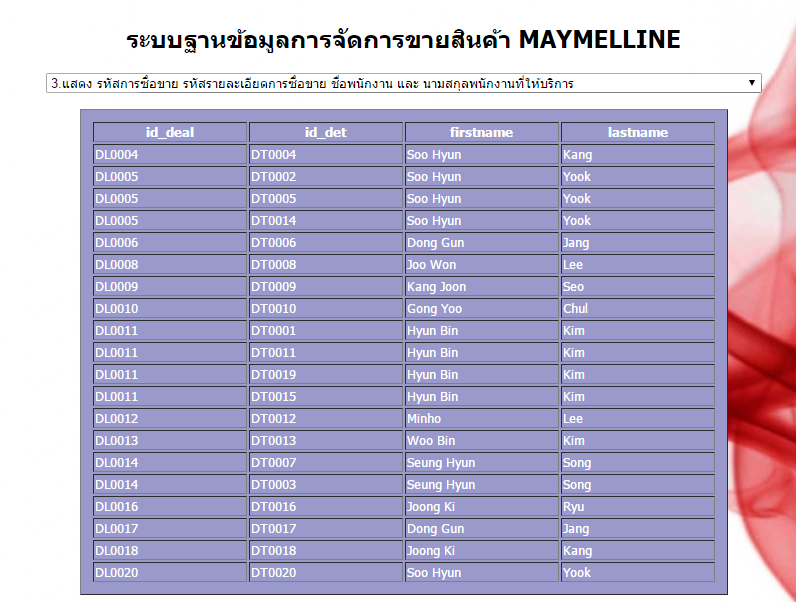 ระบบฐานข้อมูลการจัดการขายสินค้า MAYMELLINE
3.แสดง รหัสการซื้อขาย รหัสรายละเอียดการซื้อขาย ชื่อพนักงาน และ นามสกุลพนักงานที่ให้บริการ
id_deal id_det firstname lastname
DL0004 DT0004 Soo Hyun Kang
DL0005 DT0002 Soo Hyun Yook
DL0005 DT0005 Soo Hyun Yook
DL0005 DT0014 Soo Hyun Yook
DL0006 DT0006 Dong Gun Jang
DL0008 DT0008 Joo Won Lee
DL0009 DT0009 Kang Joon Seo
DL0010 DT0010 Gong Yoo Chul
DL0011 DT0001 Hyun Bin Kim
DL0011 DT0011 Hyun Bin Kim
DL0011 DT0019 Hyun Bin Kim
DL0011 DT0015 Hyun Bin Kim
DL0012 DT0012 Minho Lee
DL0013 DT0013 Woo Bin Kim
DL0014 DT0007 Seung Hyun Song
DL0014 DT0003 Seung Hyun Song
DL0016 DT0016 Joong Ki Ryu
DL0017 DT0017 Dong Gun Jang
DL0018 DT0018 Joong Ki Kang
DL0020 DT0020 Soo Hyun Yook